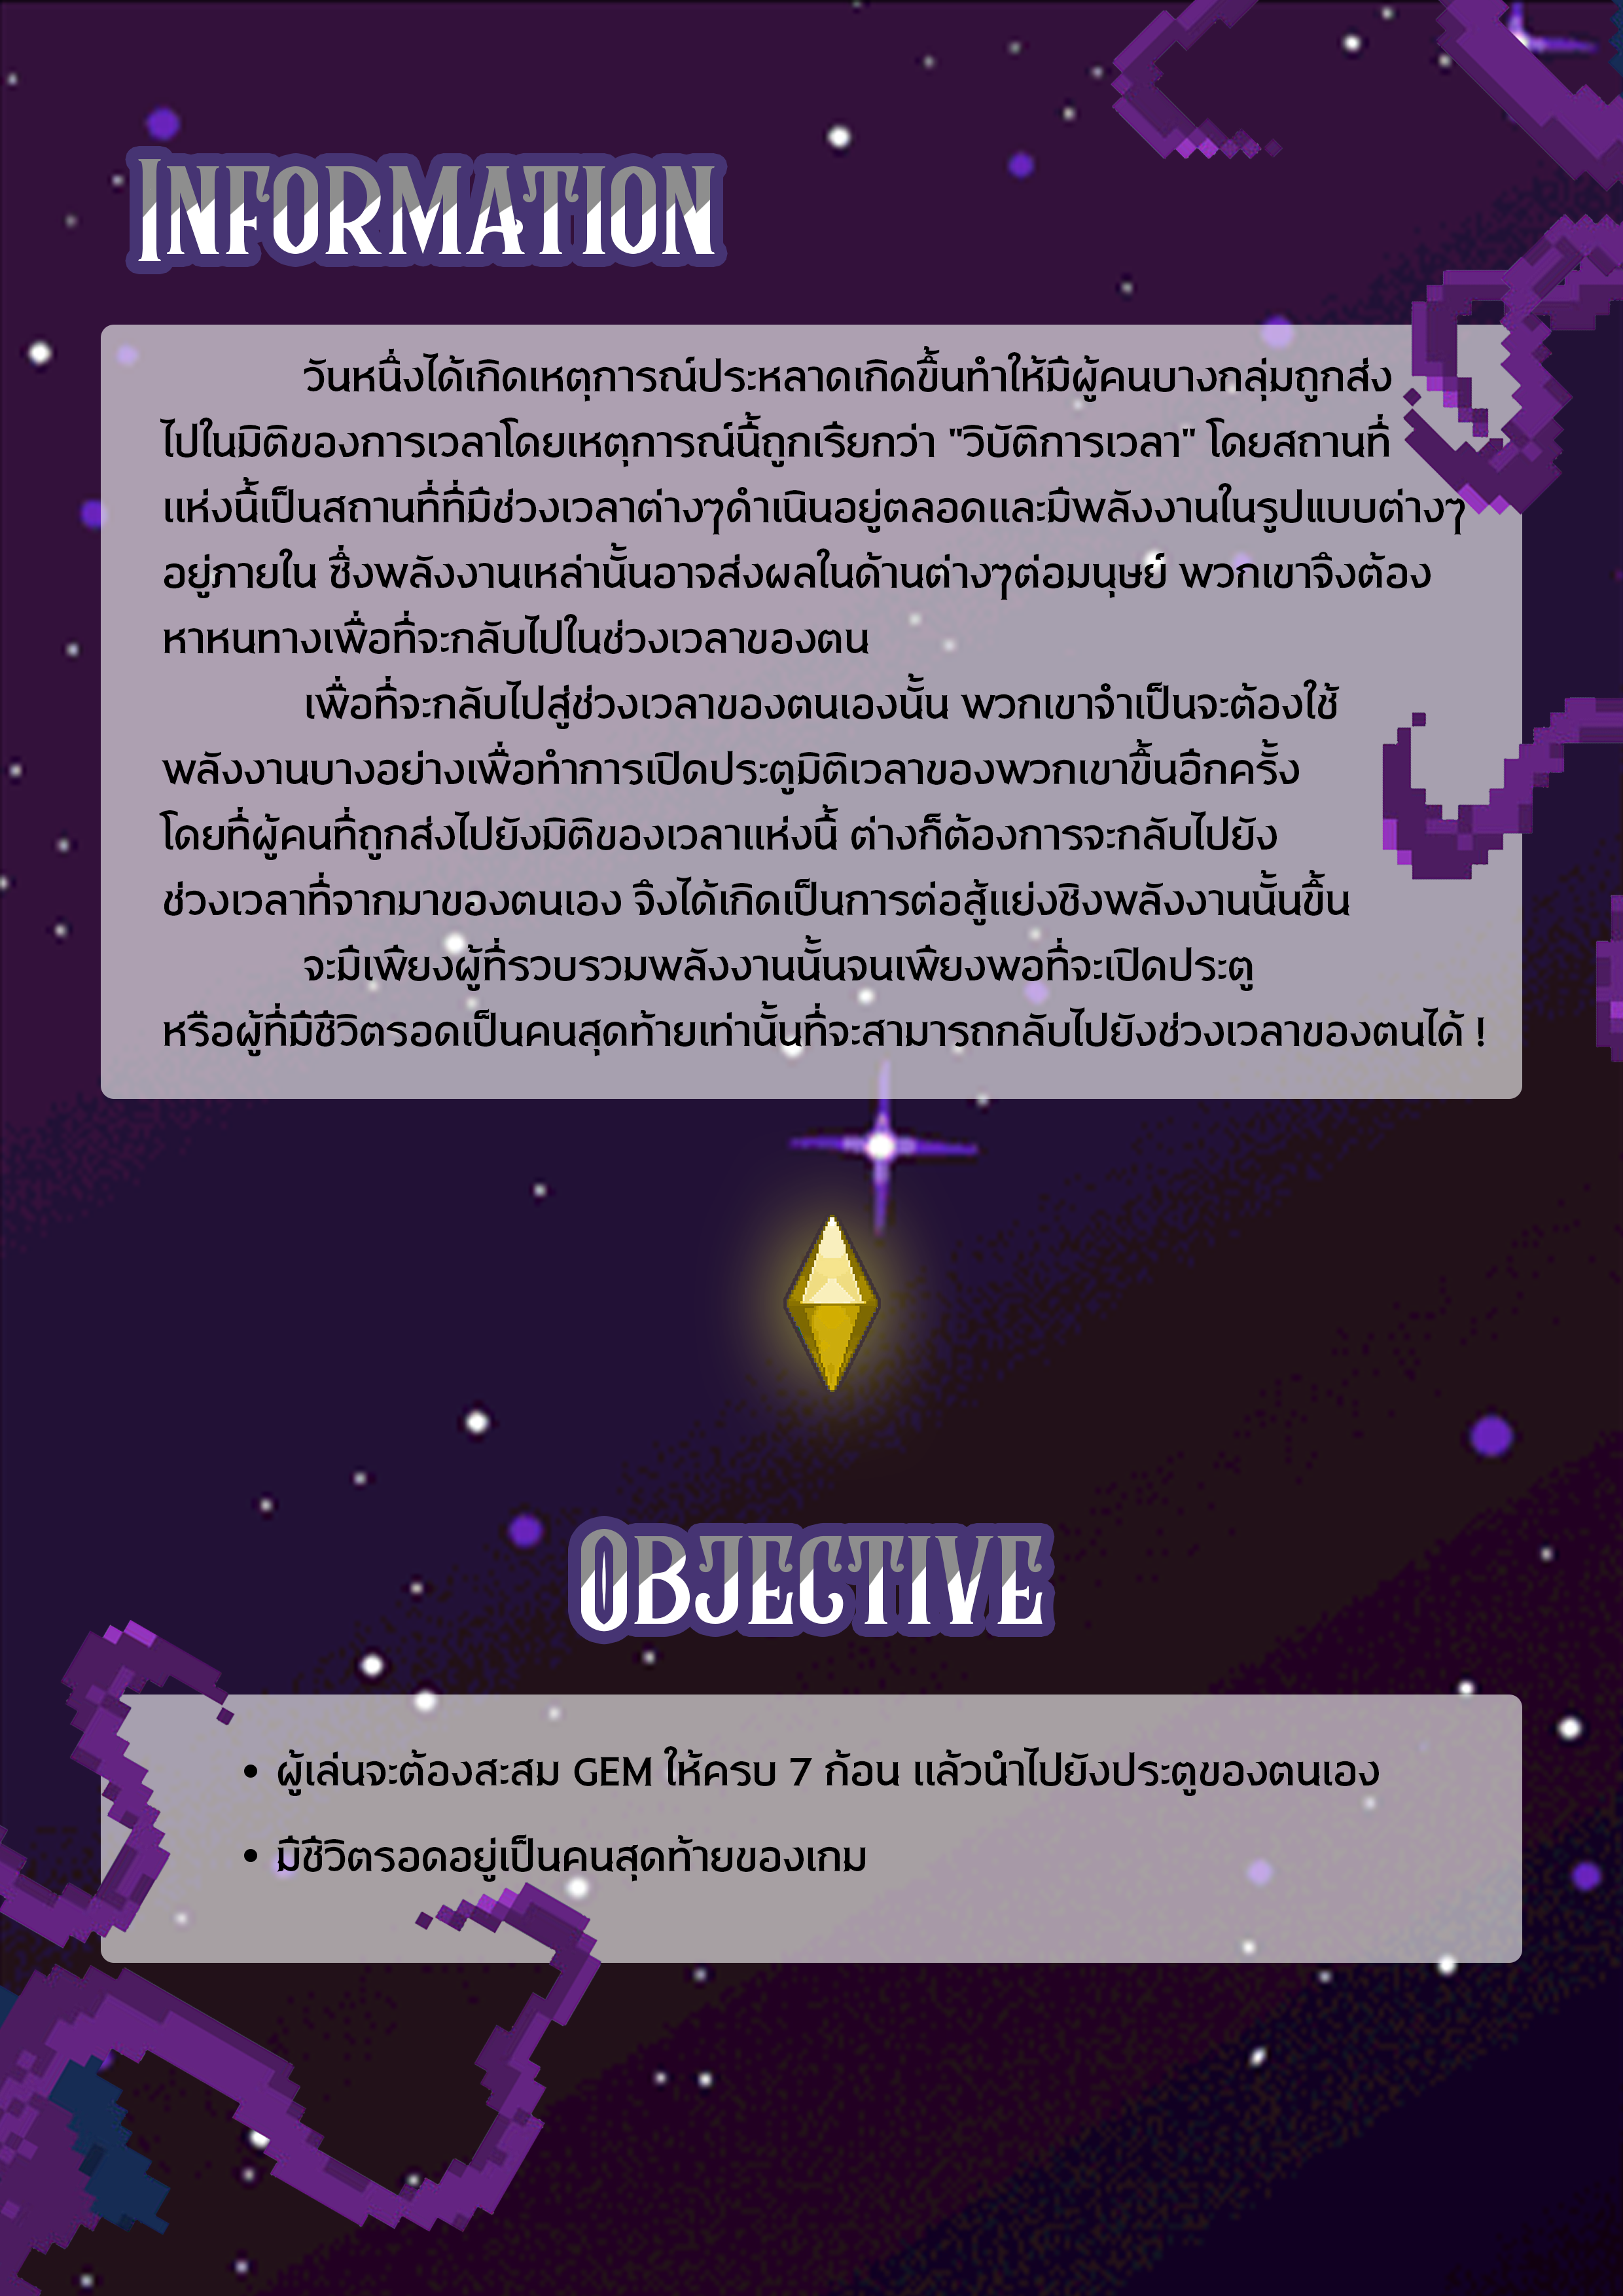 INFORMATION
วันหนึ่งได้เกิดเหตุการณ์ประหลาดเกิดขึ้นทำให้มีผู้คนบางกลุ่มถูกส่ง
ไปในมิติของการเวลาโดยเหตุการณ์นี้ถูกเรียกว่า "วิบัติการเวลา" โดยสถานที่
แห่งนี้เป็นสถานที่ที่มีช่วงเวลาต่างๆดำเนินอยู่ตลอดและมีพลังงานในรูปแบบต่างๆ
อยู่ภายใน ซึ่งพลังงานเหล่านั้นอาจส่งผลในด้านต่างๆต่อมนุษย์ พวกเขาจึงต้อง
หาหนทางเพื่อที่จะกลับไปในช่วงเวลาของตน
เพื่อที่จะกลับไปสู่ช่วงเวลาของตนเองนั้น พวกเขาจำเป็นจะต้องใช้
พลังงานบางอย่างเพื่อทำการเปิดประตูมิติเวลาของพวกเขาขึ้นอีกครั้ง
โดยที่ผู้คนที่ถูกส่งไปยังมิติของเวลาแห่งนี้ ต่างก็ต้องการจะกลับไปยัง
ช่วงเวลาที่จากมาของตนเอง จึงได้เกิดเป็นการต่อสู้แย่งชิงพลังงานนั้นขึ้น
จะมีเพียงผู้ที่รวบรวมพลังงานนั้นจนเพียงพอที่จะเปิดประตู
หรือผู้ที่มีชีวิตรอดเป็นคนสุดท้ายเท่านั้นที่จะสามารถกลับไปยังช่วงเวลาของตนได้ !
OBJECTIVE
• ผู้เล่นจะต้องสะสม GEM ให้ครบ 7 ก้อน แล้วนำไปยังประตูของตนเอง
• มีชีวิตรอดอยู่เป็นคนสุดท้ายของเกม